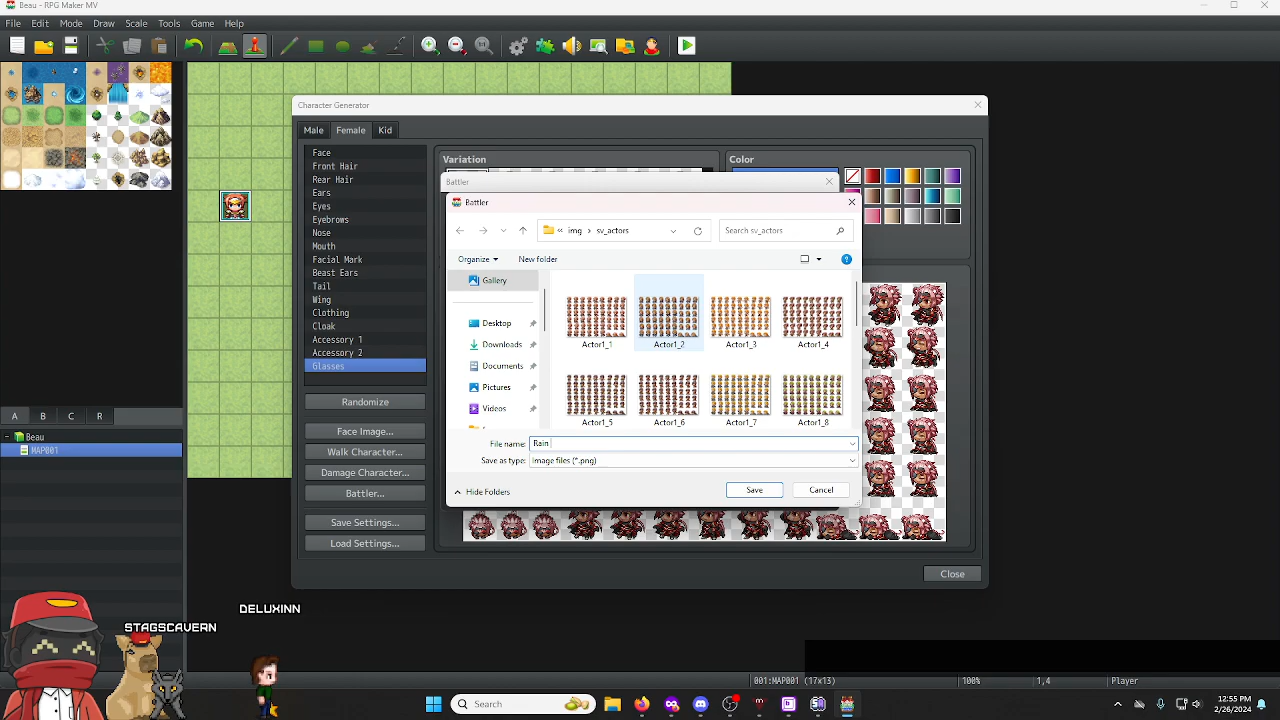 Beau - RPG Maker MV
File Edit Mode Draw Scale Tools Game Help
Character Generator
Male Female Kid
Face
Front Hair
Rear Hair
Ears
Eyes
Eyebrows
Nose
Mouth
Facial Mark
Beast Ears
Tail
Wing
Clothing
Cloak
Accessory 1
Accessory 2
Glasses
Randomize
Face Image...
Walk Character...
Damage Character...
Battler...
Save Settings...
Load Settings...
Variation
Color
Battler
Battler
« img › sv_actors
Search sv_actors
Organize
New folder
Gallery
Desktop
Downloads
Documents
Pictures
Videos
Actor1_1 Actor1_2 Actor1_3 Actor1_4
Actor1_5 Actor1_6 Actor1_7 Actor1_8
File name: Rain
Save as type: Image files (*.png)
Hide Folders
Save
Cancel
Close
A B C R
Beau
MAP001
DELUXINN
STAGSCAVERN
001:MAP001 (17x13) 100% 1,4 Player
Search
12:55 PM
2/26/2024